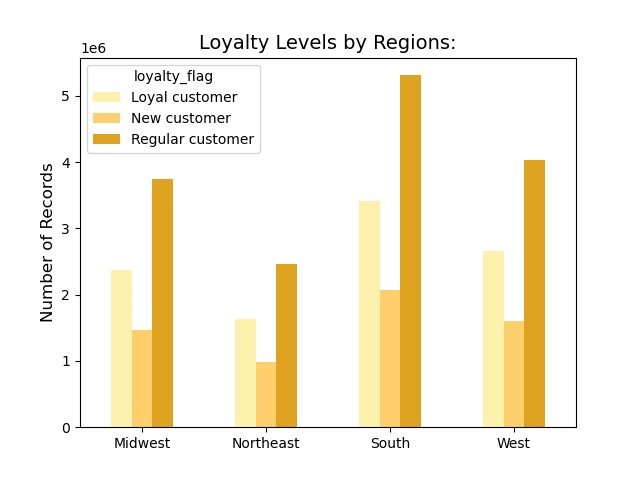 Loyalty Levels by Regions:
1e6
loyalty_flag
Loyal customer
New customer
Regular customer
Number of Records
5
4
3
2
1
0
Midwest Northeast South West